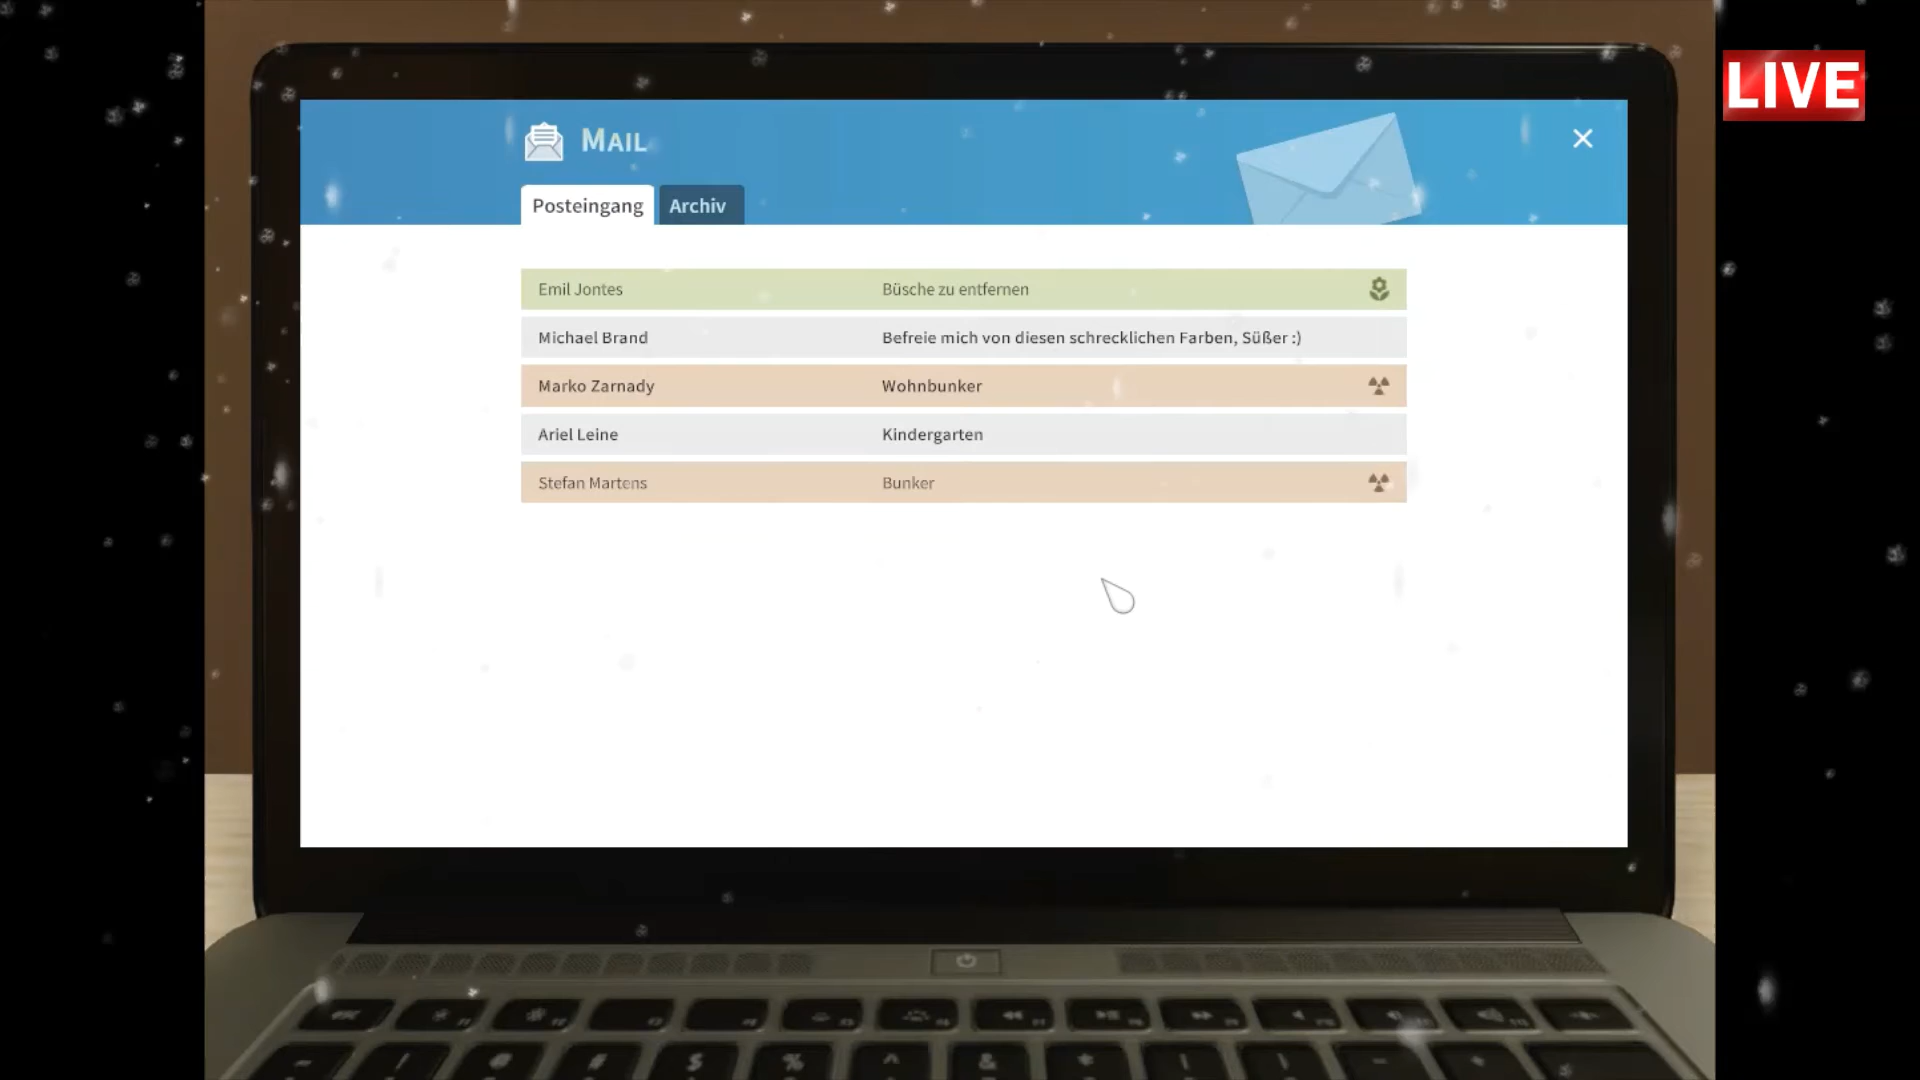 LIVE
MAIL
Posteingang Archiv
Emil Jontes Büsche zu entfernen
Michael Brand Befreie mich von diesen schrecklichen Farben, Süßer :)
Marko Zarnady Wohnbunker
Ariel Leine Kindergarten
Stefan Martens Bunker